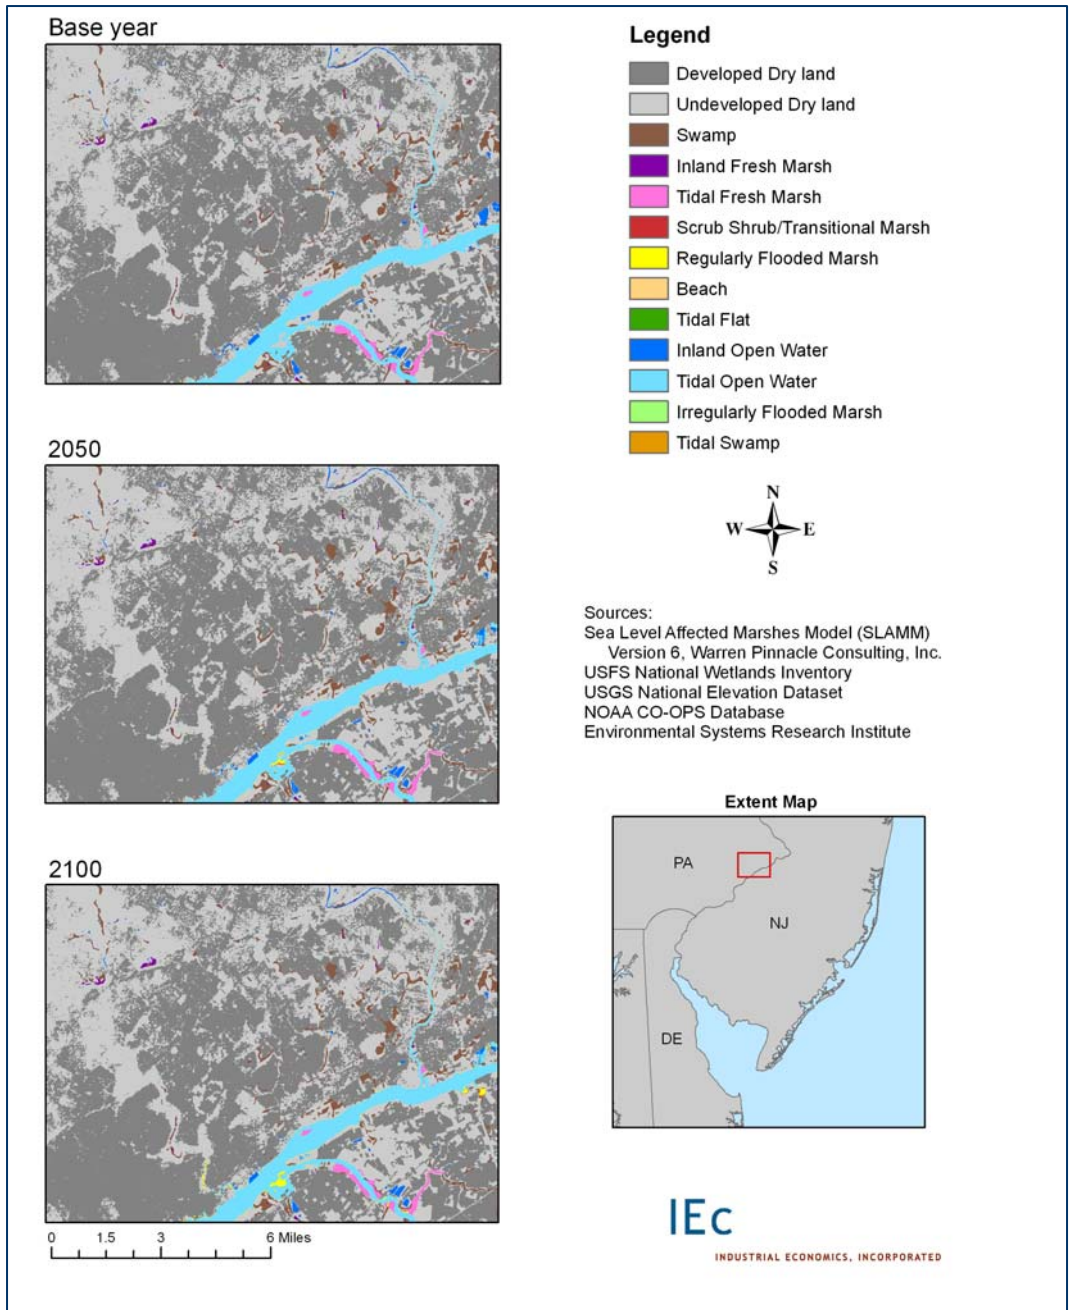 Base year
2050
2100
0 1.5 3 6 Miles
Legend
Developed Dry land
Undeveloped Dry land
Swamp
Inland Fresh Marsh
Tidal Fresh Marsh
Scrub Shrub/Transitional Marsh
Regularly Flooded Marsh
Beach
Tidal Flat
Inland Open Water
Tidal Open Water
Irregularly Flooded Marsh
Tidal Swamp
N
W E
S
Sources:
Sea Level Affected Marshes Model (SLAMM)
Version 6, Warren Pinnacle Consulting, Inc.
USFS National Wetlands Inventory
USGS National Elevation Dataset
NOAA CO-OPS Database
Environmental Systems Research Institute
Extent Map
PA
NJ
DE
IEc
INDUSTRIAL ECONOMICS, INCORPORATED